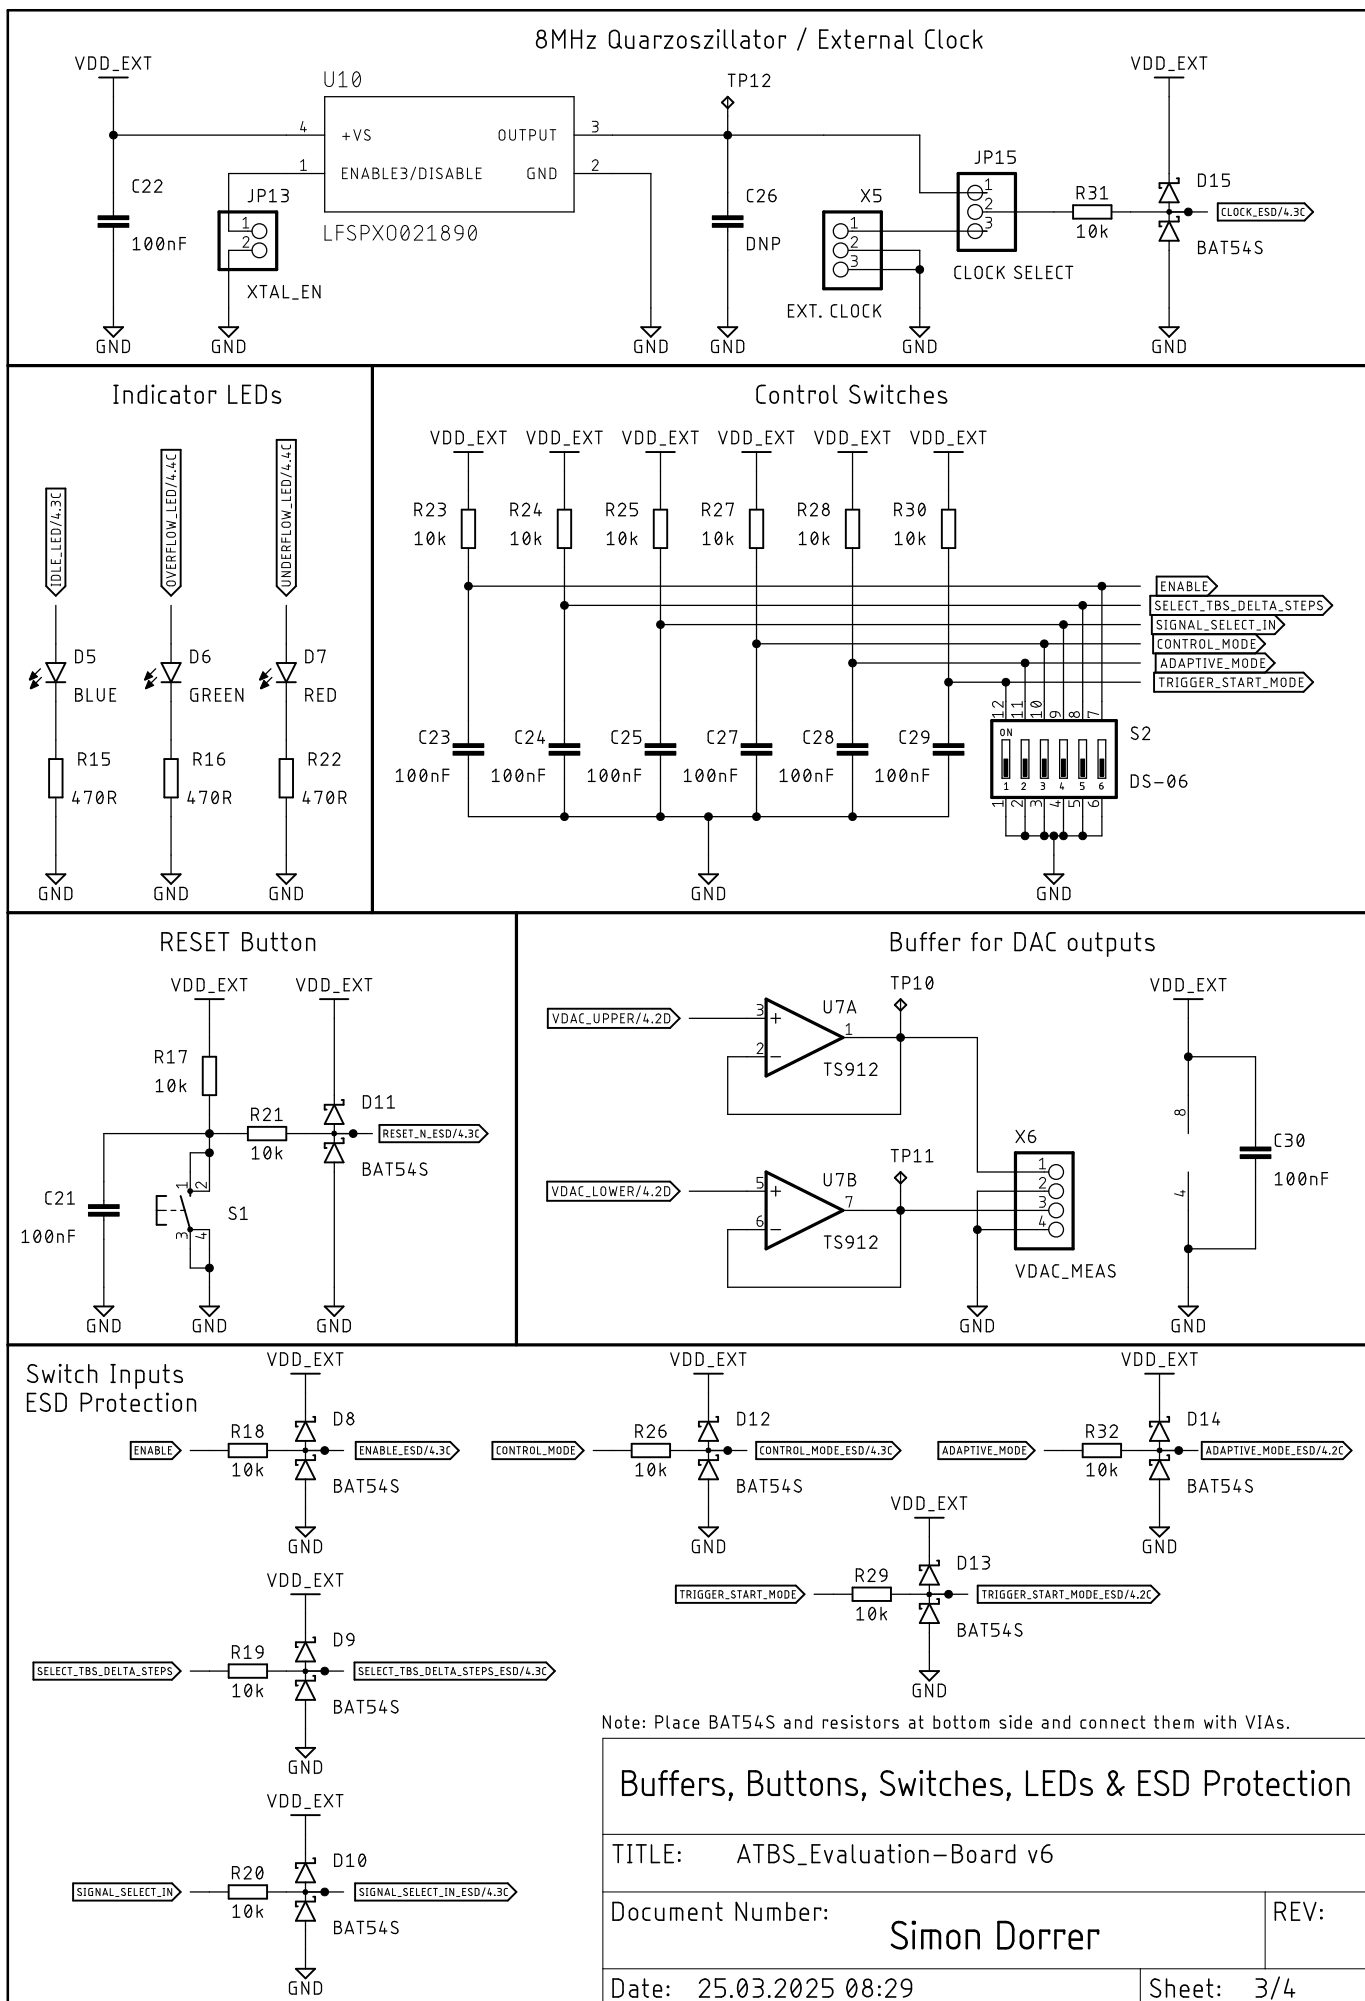 8MHz Quarzoszillator / External Clock
VDD_EXT
U10
TP12
VDD_EXT
4
+VS
OUTPUT
3
1
ENABLE3/DISABLE
GND
2
LFSPXO021890
C22
100nF
JP13
1
2
XTAL_EN
C26
DNP
X5
1
2
3
EXT. CLOCK
JP15
1
2
3
CLOCK SELECT
R31
10k
D15
BAT54S
CLOCK_ESD/4.3C
GND
GND
GND
GND
GND
GND
Indicator LEDs
IDLE_LED/4.3C
OVERFLOW_LED/4.4C
UNDERFLOW_LED/4.4C
D5
BLUE
D6
GREEN
D7
RED
R15
470R
R16
470R
R22
470R
GND
GND
GND
Control Switches
VDD_EXT
VDD_EXT
VDD_EXT
VDD_EXT
VDD_EXT
VDD_EXT
R23
10k
R24
10k
R25
10k
R27
10k
R28
10k
R30
10k
ENABLE
SELECT_TBS_DELTA_STEPS
SIGNAL_SELECT_IN
CONTROL_MODE
ADAPTIVE_MODE
TRIGGER_START_MODE
C23
100nF
C24
100nF
C25
100nF
C27
100nF
C28
100nF
C29
100nF
12
11
10
9
8
7
ON
1 2 3 4 5 6
1
2
3
4
5
6
S2
DS-06
GND
GND
RESET Button
VDD_EXT
VDD_EXT
R17
10k
R21
10k
D11
BAT54S
RESET_N_ESD/4.3C
C21
100nF
1
2
3
4
S1
GND
GND
GND
Buffer for DAC outputs
VDAC_UPPER/4.2D
3
+
2
-
U7A
1
TS912
TP10
VDAC_LOWER/4.2D
5
+
6
-
U7B
7
TS912
TP11
X6
1
2
3
4
VDAC_MEAS
GND
VDD_EXT
8
4
C30
100nF
GND
Switch Inputs
ESD Protection
VDD_EXT
ENABLE
R18
10k
D8
BAT54S
ENABLE_ESD/4.3C
GND
VDD_EXT
CONTROL_MODE
R26
10k
D12
BAT54S
CONTROL_MODE_ESD/4.3C
GND
VDD_EXT
ADAPTIVE_MODE
R32
10k
D14
BAT54S
ADAPTIVE_MODE_ESD/4.2C
GND
VDD_EXT
TRIGGER_START_MODE
R29
10k
D13
BAT54S
TRIGGER_START_MODE_ESD/4.2C
GND
VDD_EXT
SELECT_TBS_DELTA_STEPS
R19
10k
D9
BAT54S
SELECT_TBS_DELTA_STEPS_ESD/4.3C
GND
VDD_EXT
SIGNAL_SELECT_IN
R20
10k
D10
BAT54S
SIGNAL_SELECT_IN_ESD/4.3C
GND
Note: Place BAT54S and resistors at bottom side and connect them with VIAs.
Buffers, Buttons, Switches, LEDs & ESD Protection
TITLE: ATBS_Evaluation-Board v6
Document Number:
Simon Dorrer
REV:
Date: 25.03.2025 08:29
Sheet: 3/4